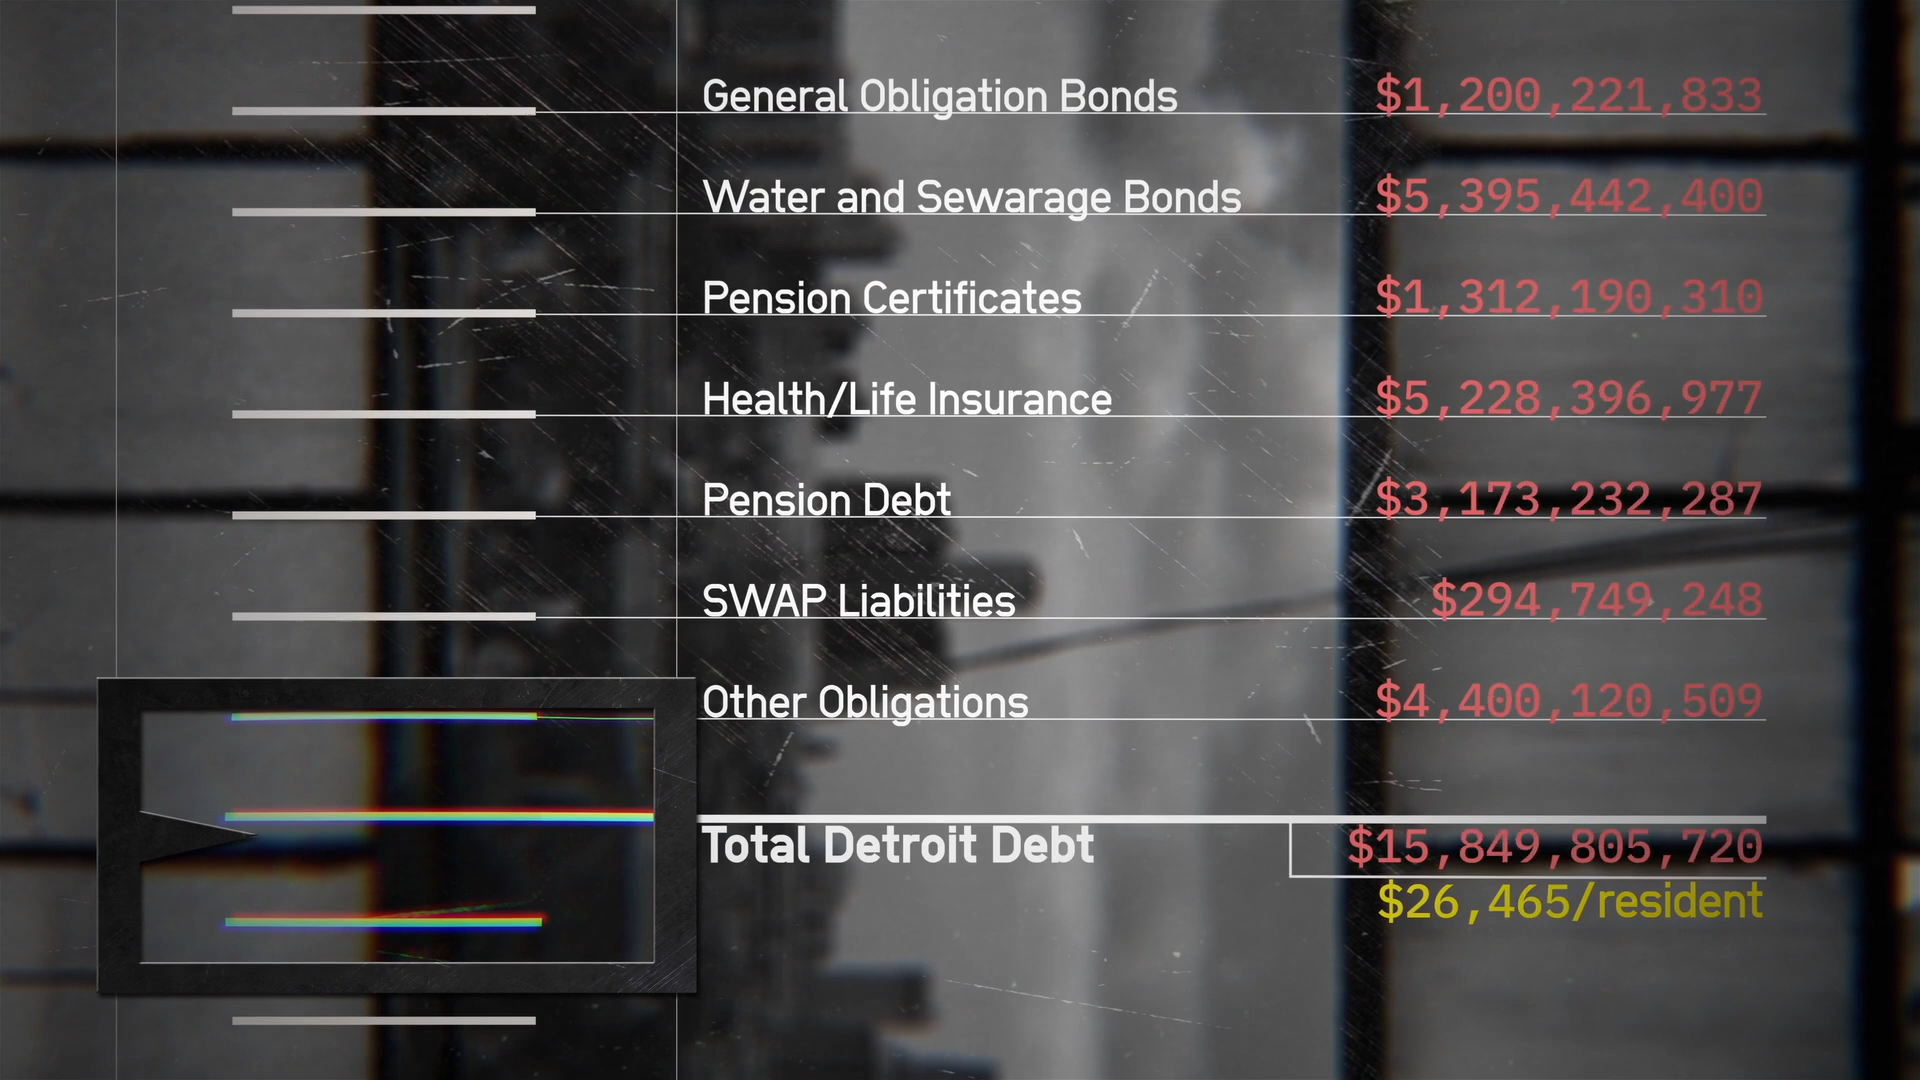 General Obligation Bonds $1,200,221,833
Water and Sewarage Bonds $5,395,442,400
Pension Certificates $1,312,190,310
Health/Life Insurance $5,228,396,977
Pension Debt $3,173,232,287
SWAP Liabilities $294,749,248
Other Obligations $4,400,120,509
Total Detroit Debt $15,849,805,720
$26,465/resident